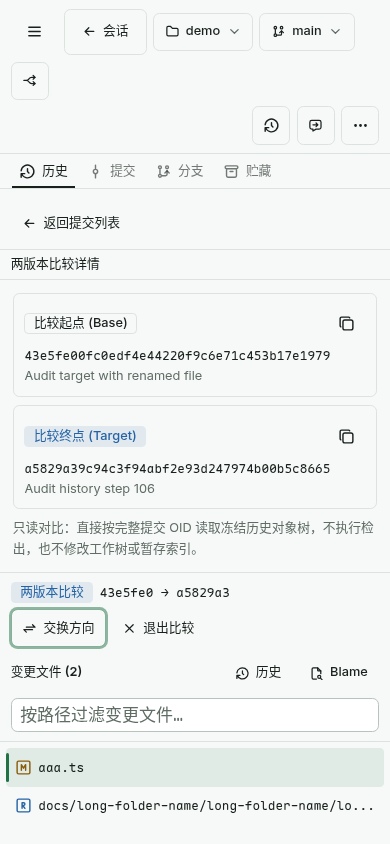 会话
demo
main
历史
提交
分支
贮藏
返回提交列表
两版本比较详情
比较起点 (Base)
43e5fe00fc0edf4e44220f9c6e71c453b17e1979
Audit target with renamed file
比较终点 (Target)
a5829a39c94c3f94abf2e93d247974b00b5c8665
Audit history step 106
只读对比：直接按完整提交 OID 读取冻结历史对象树，不执行检
出，也不修改工作树或暂存索引。
两版本比较 43e5fe0 → a5829a3
交换方向
退出比较
变更文件 (2)
历史
Blame
按路径过滤变更文件…
M aaa.ts
R docs/long-folder-name/long-folder-name/lo...